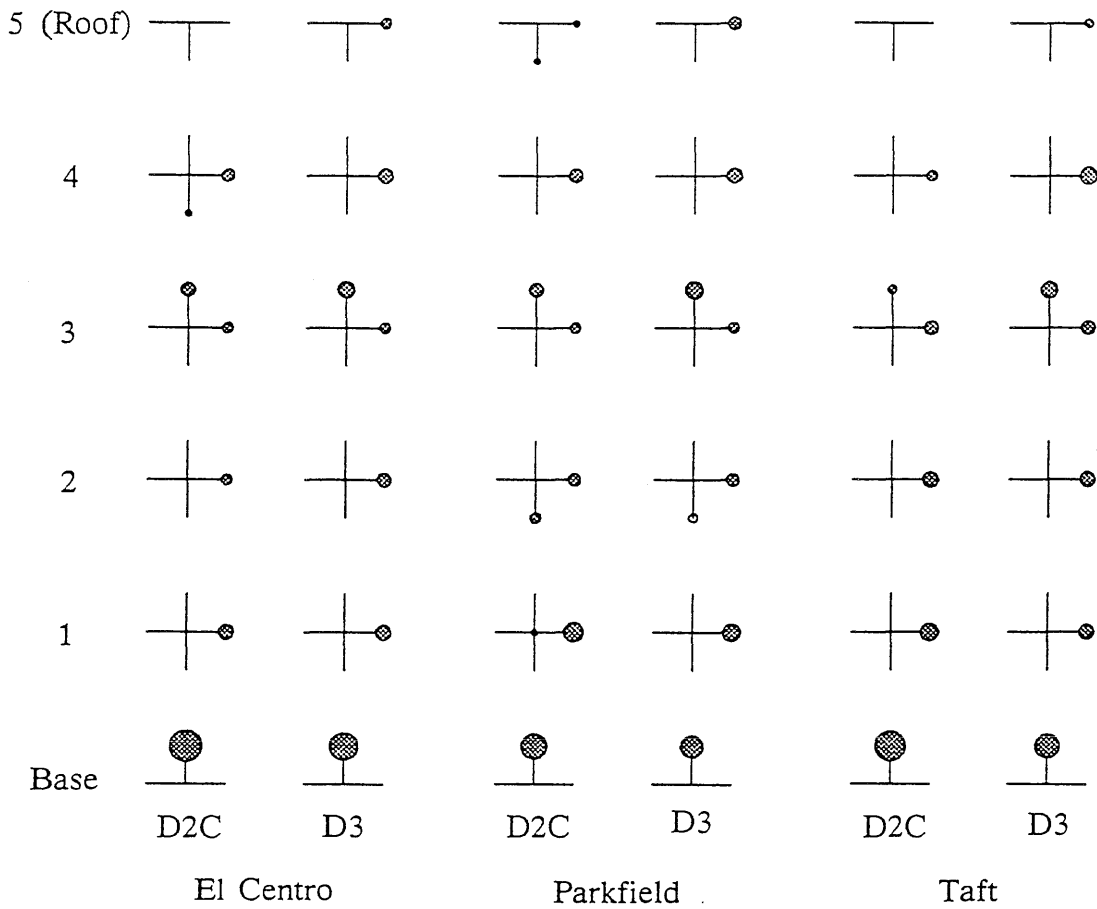 5 (Roof)
4
3
2
1
Base
D2C D3 D2C D3 D2C D3
El Centro Parkfield Taft